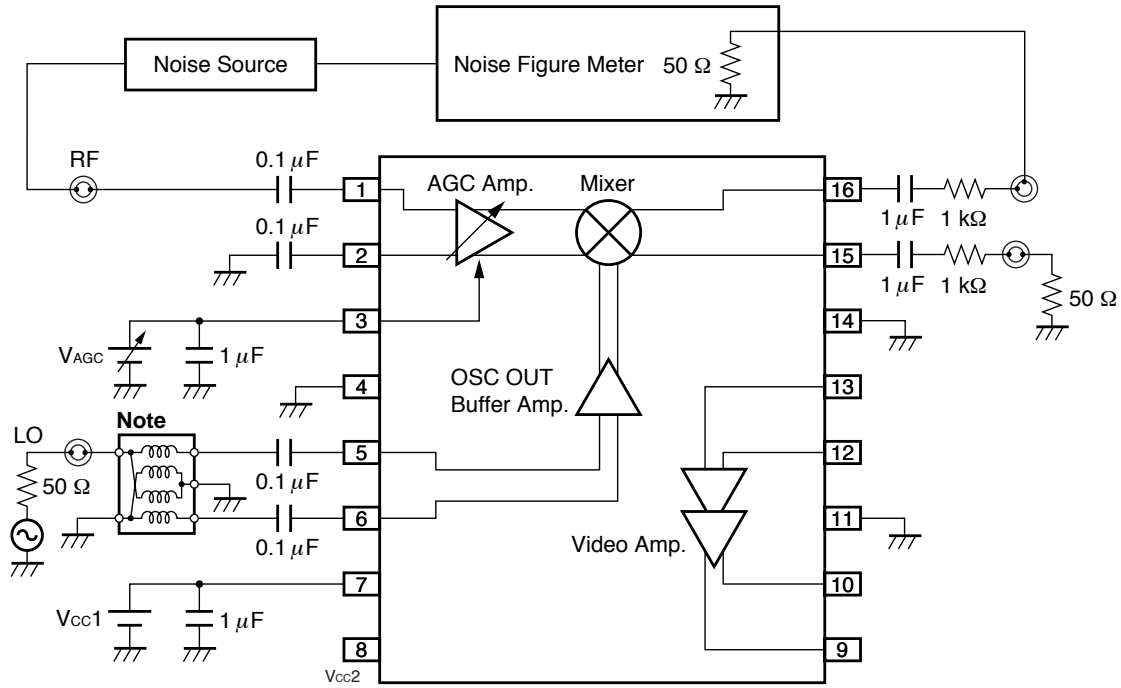 Noise Source
Noise Figure Meter
50 Ω
RF
0.1 μF
1
AGC Amp.
Mixer
16
1 μF
1 kΩ
0.1 μF
2
15
1 μF
1 kΩ
50 Ω
3
14
VAGC
1 μF
4
OSC OUT
Buffer Amp.
13
Note
LO
50 Ω
5
0.1 μF
12
6
0.1 μF
11
Video Amp.
7
10
VCC1
1 μF
8
VCC2
9